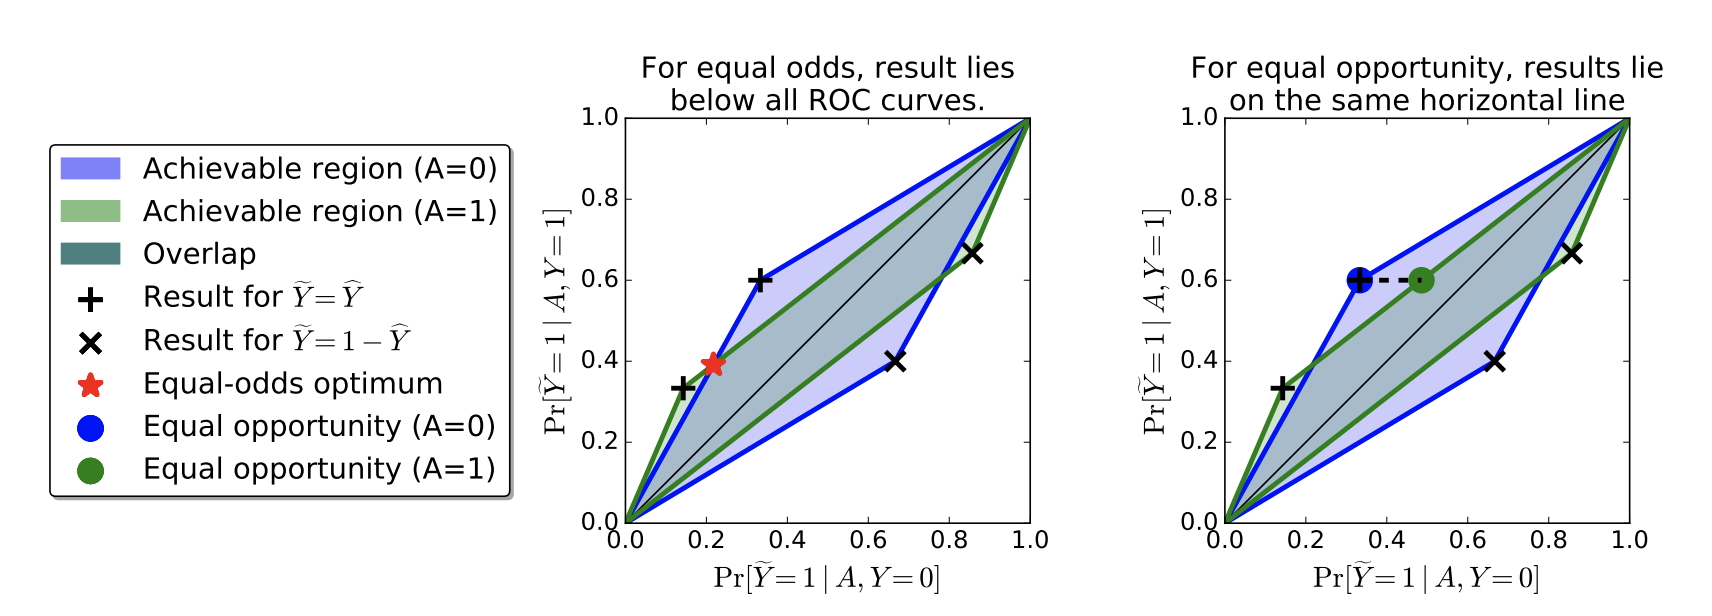 Achievable region (A=0)
Achievable region (A=1)
Overlap
Result for Ỹ=Ŷ
Result for Ỹ=1−Ŷ
Equal-odds optimum
Equal opportunity (A=0)
Equal opportunity (A=1)
For equal odds, result lies
below all ROC curves.
1.0
0.8
0.6
0.4
0.2
0.0
0.0 0.2 0.4 0.6 0.8 1.0
Pr[Ỹ=1 | A, Y=1]
Pr[Ỹ=1 | A, Y=0]
For equal opportunity, results lie
on the same horizontal line
1.0
0.8
0.6
0.4
0.2
0.0
0.0 0.2 0.4 0.6 0.8 1.0
Pr[Ỹ=1 | A, Y=1]
Pr[Ỹ=1 | A, Y=0]